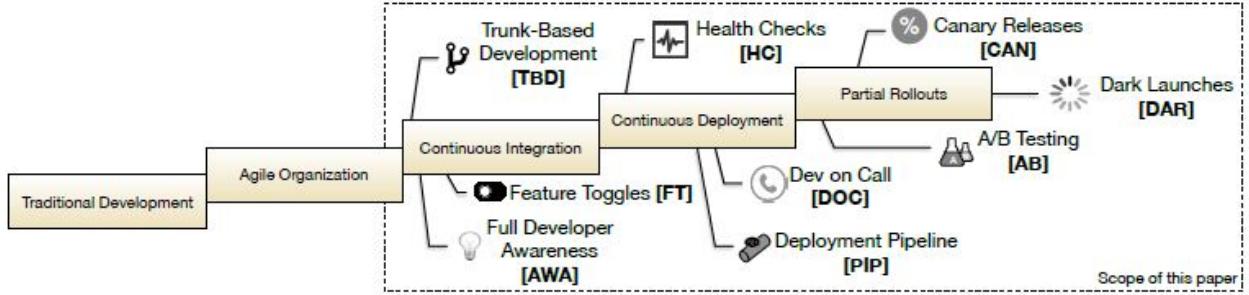 Traditional Development
Agile Organization
Continuous Integration
Trunk-Based
Development
[TBD]
Feature Toggles [FT]
Full Developer
Awareness
[AWA]
Continuous Deployment
Health Checks
[HC]
Dev on Call
[DOC]
Deployment Pipeline
[PIP]
Partial Rollouts
%
Canary Releases
[CAN]
Dark Launches
[DAR]
A
A/B Testing
[AB]
Scope of this paper